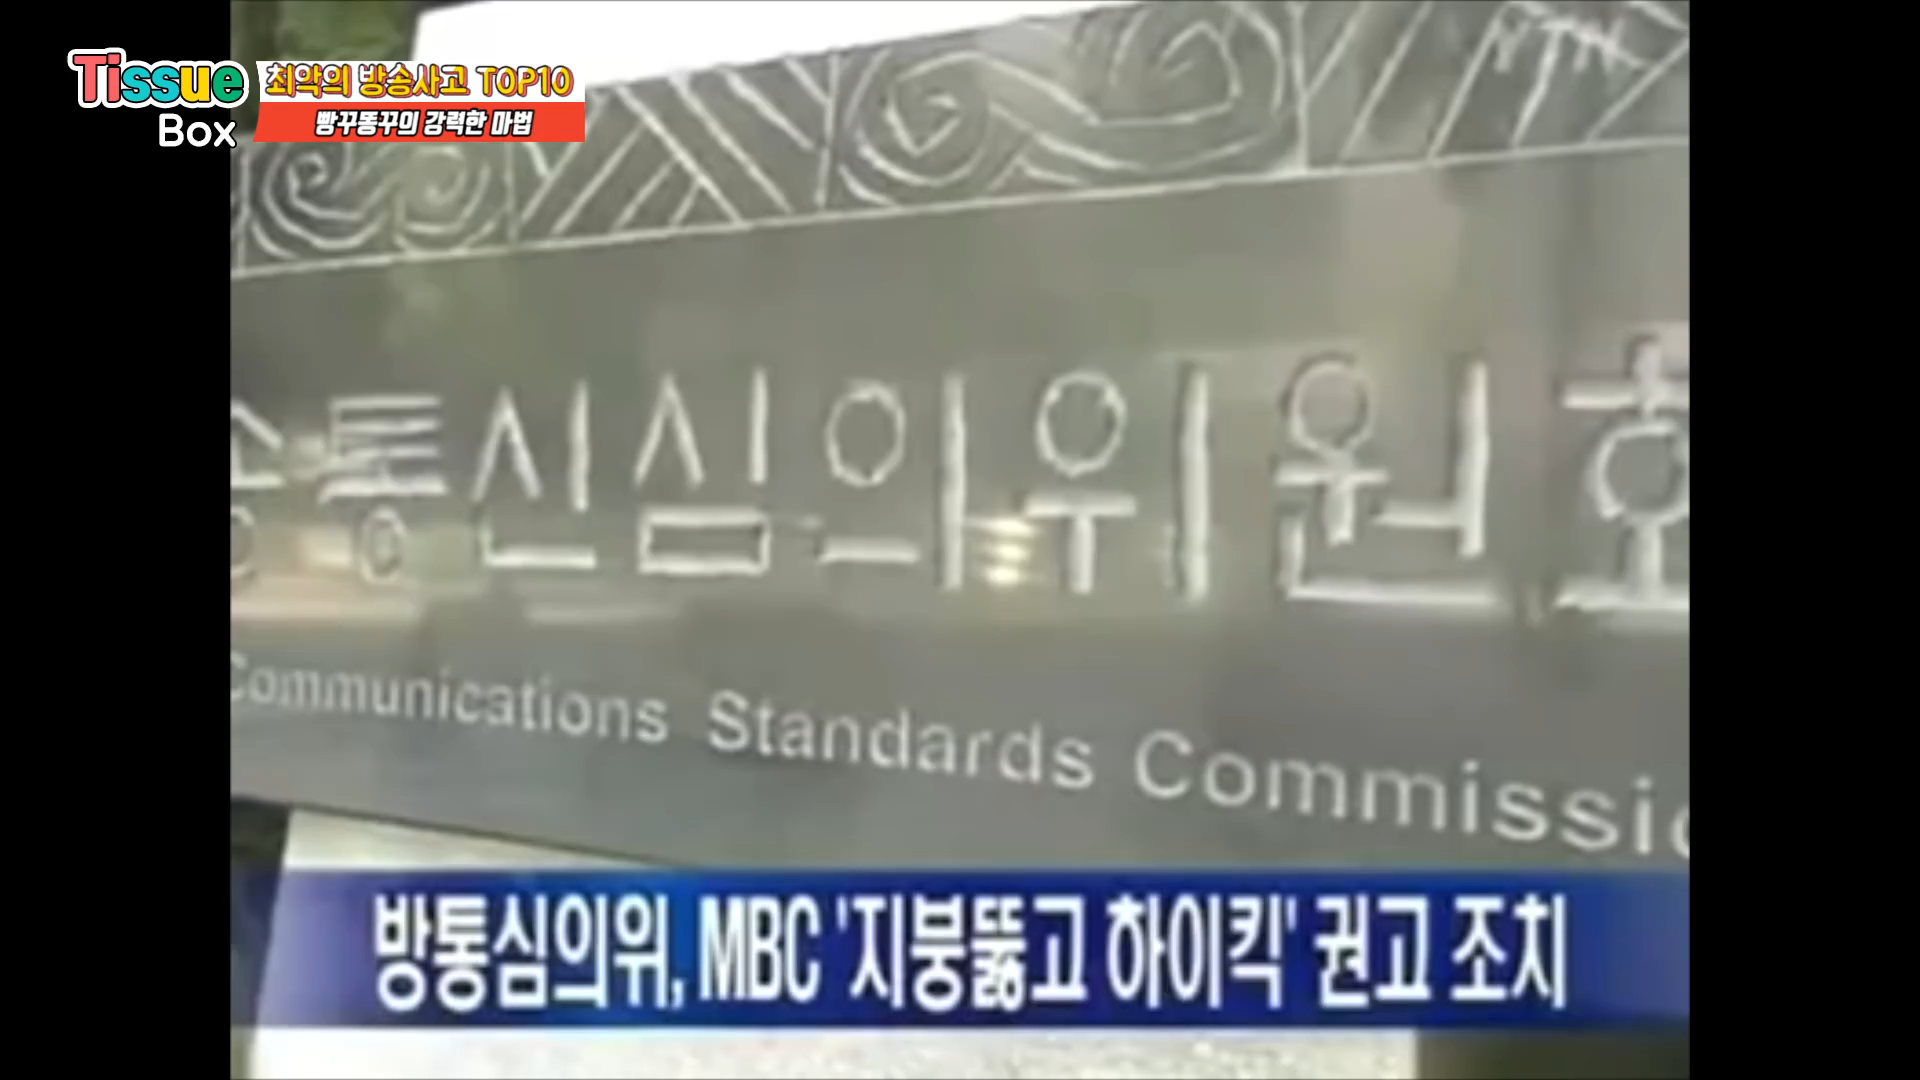 Tissue
Box
최악의 방송사고 TOP10
빵꾸똥꾸의 강력한 마법
NTN
통신심의위원회
Communications Standards Commissio
방통심의위, MBC '지붕뚫고 하이킥' 권고 조치